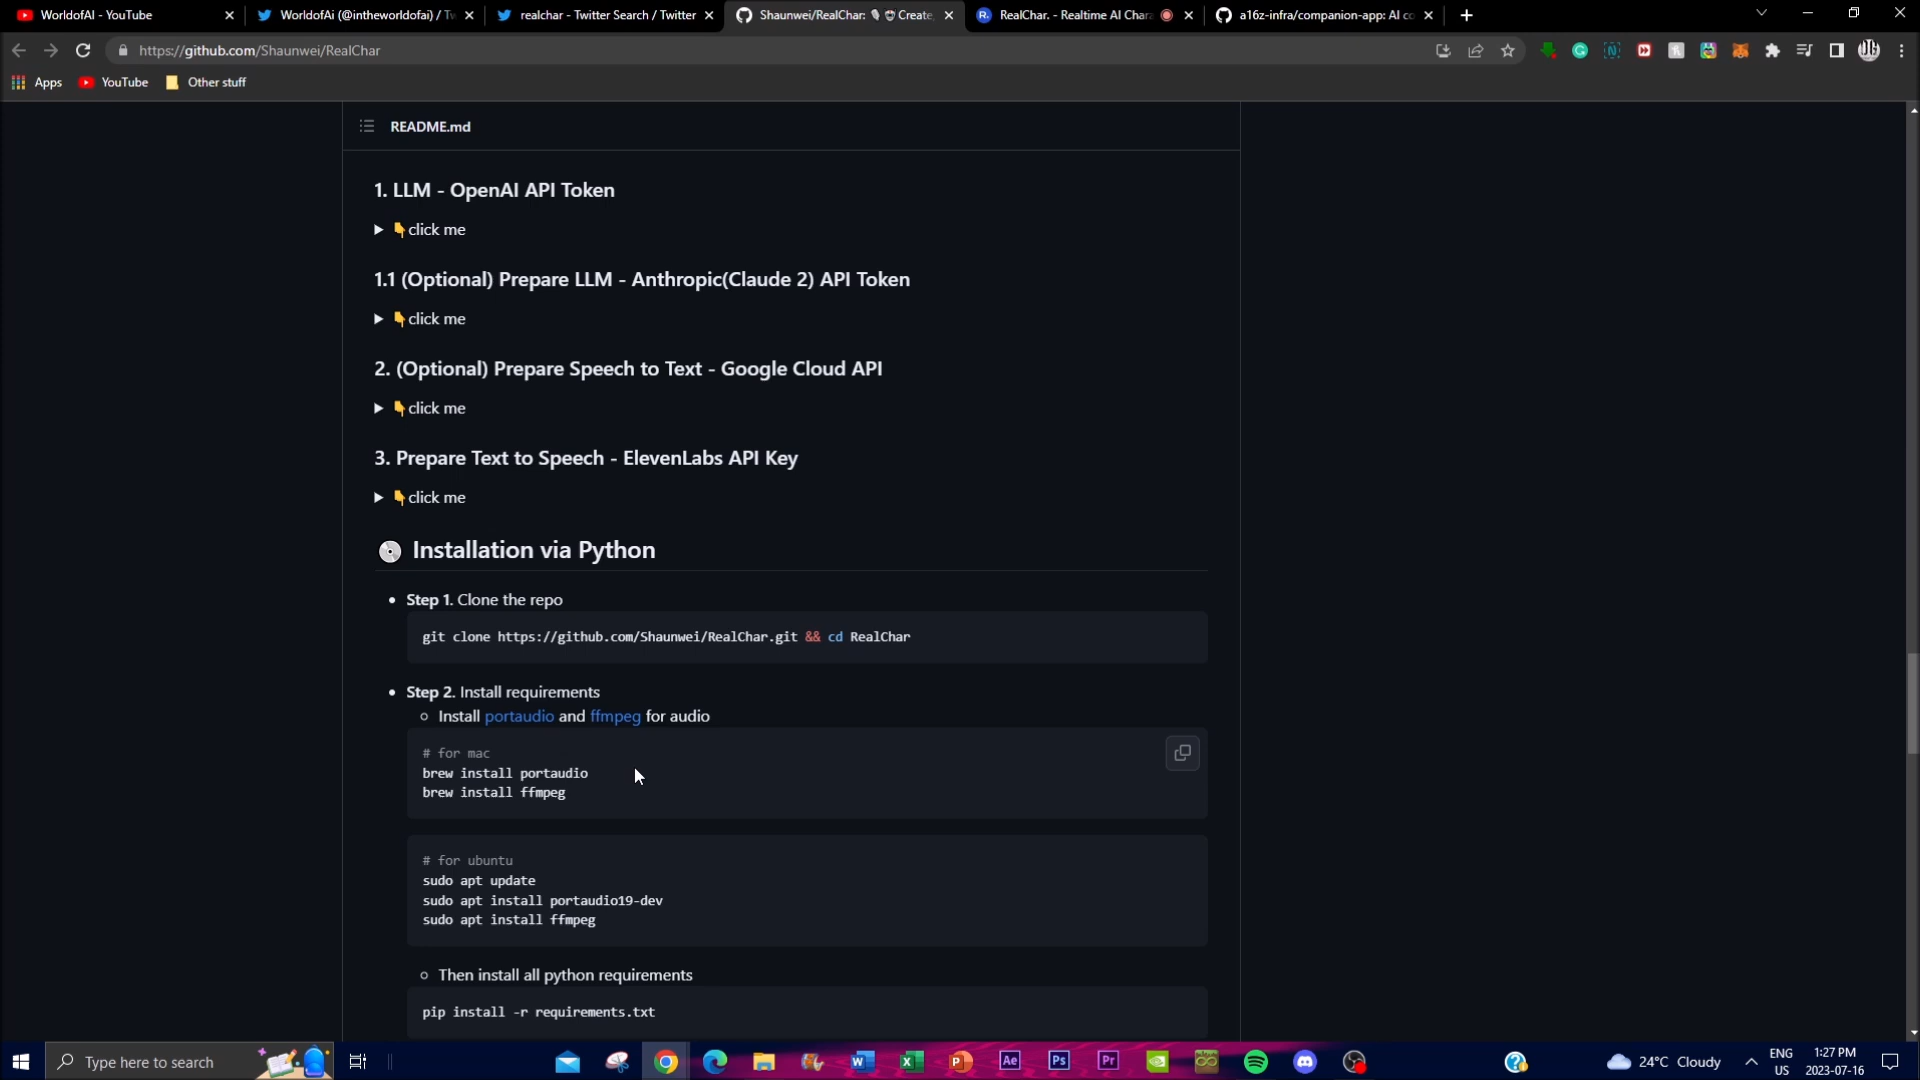 WorldofAI - YouTube
WorldofAi (@intheworldofai) / Tw
realchar - Twitter Search / Twitter
Shaunwei/RealChar: 🎙️🤖Create,
RealChar. - Realtime AI Chara
a16z-infra/companion-app: AI co
https://github.com/Shaunwei/RealChar
Apps
YouTube
Other stuff
README.md
1. LLM - OpenAI API Token
👇click me
1.1 (Optional) Prepare LLM - Anthropic(Claude 2) API Token
👇click me
2. (Optional) Prepare Speech to Text - Google Cloud API
👇click me
3. Prepare Text to Speech - ElevenLabs API Key
👇click me
💿 Installation via Python
• Step 1. Clone the repo
git clone https://github.com/Shaunwei/RealChar.git && cd RealChar
• Step 2. Install requirements
○ Install portaudio and ffmpeg for audio
# for mac
brew install portaudio
brew install ffmpeg
# for ubuntu
sudo apt update
sudo apt install portaudio19-dev
sudo apt install ffmpeg
○ Then install all python requirements
pip install -r requirements.txt
Type here to search
Ae
Ps
Pr
24°C Cloudy
ENG
US
1:27 PM
2023-07-16